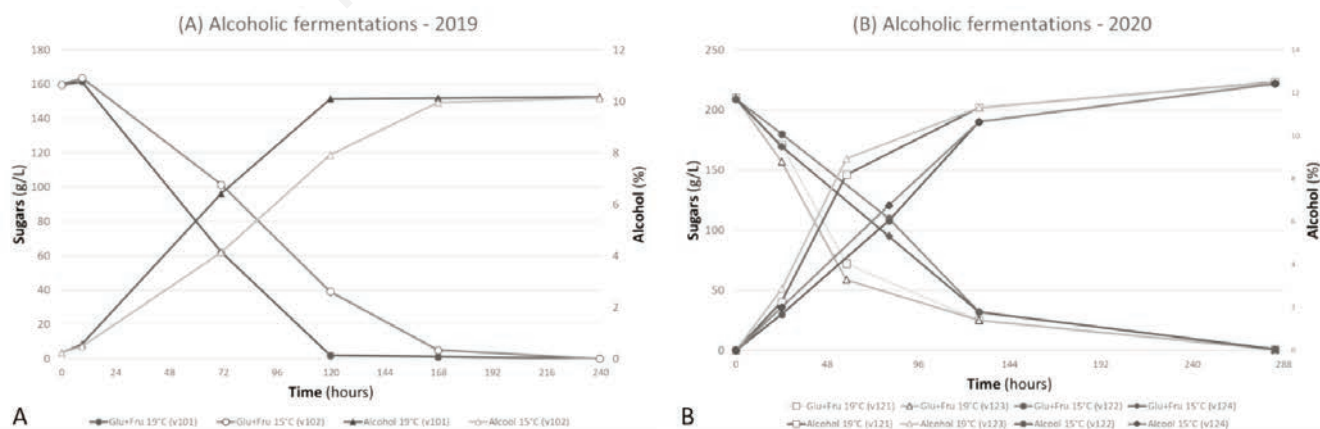 (A) Alcoholic fermentations - 2019
180
160
140
120
100
80
60
40
20
0
Sugars (g/L)
12
10
8
6
4
2
0
Alcohol (%)
0 24 48 72 96 120 144 168 192 216 240
Time (hours)
Glu+Fru 19°C (v101) Glu+Fru 15°C (v102) Alcohol 19°C (v101) Alcool 15°C (v102)
A
(B) Alcoholic fermentations - 2020
250
200
150
100
50
0
Sugars (g/L)
14
12
10
8
6
4
2
0
Alcohol (%)
0 48 96 144 192 240 288
Time (hours)
Glu+Fru 19°C (v121) Glu+Fru 19°C (v123) Glu+Fru 15°C (v122) Glu+Fru 15°C (v124)
Alcohol 19°C (v121) Alcohol 19°C (v123) Alcool 15°C (v122) Alcool 15°C (v124)
B